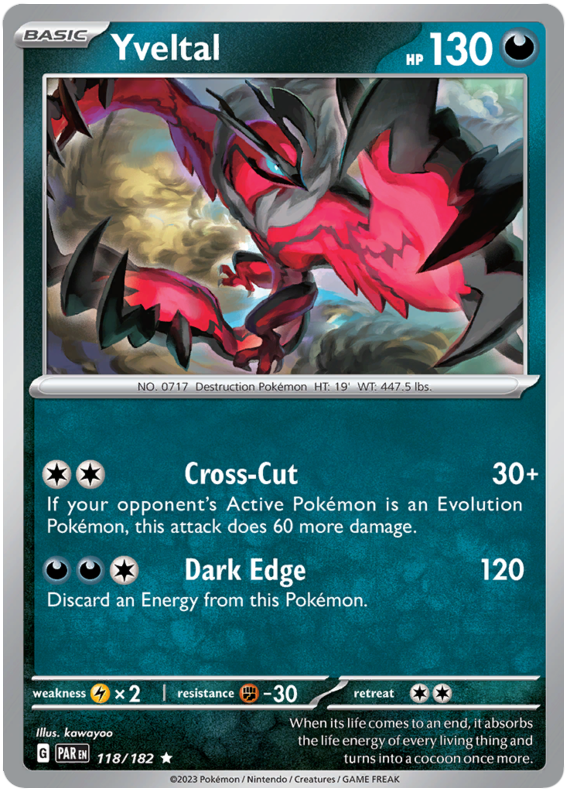 BASIC
Yveltal
HP 130
NO. 0717 Destruction Pokémon HT: 19' WT: 447.5 lbs.
Cross-Cut 30+
If your opponent's Active Pokémon is an Evolution
Pokémon, this attack does 60 more damage.
Dark Edge 120
Discard an Energy from this Pokémon.
weakness ×2 resistance -30 retreat
Illus. kawayoo
G PAR EN 118/182
When its life comes to an end, it absorbs
the life energy of every living thing and
turns into a cocoon once more.
©2023 Pokémon / Nintendo / Creatures / GAME FREAK